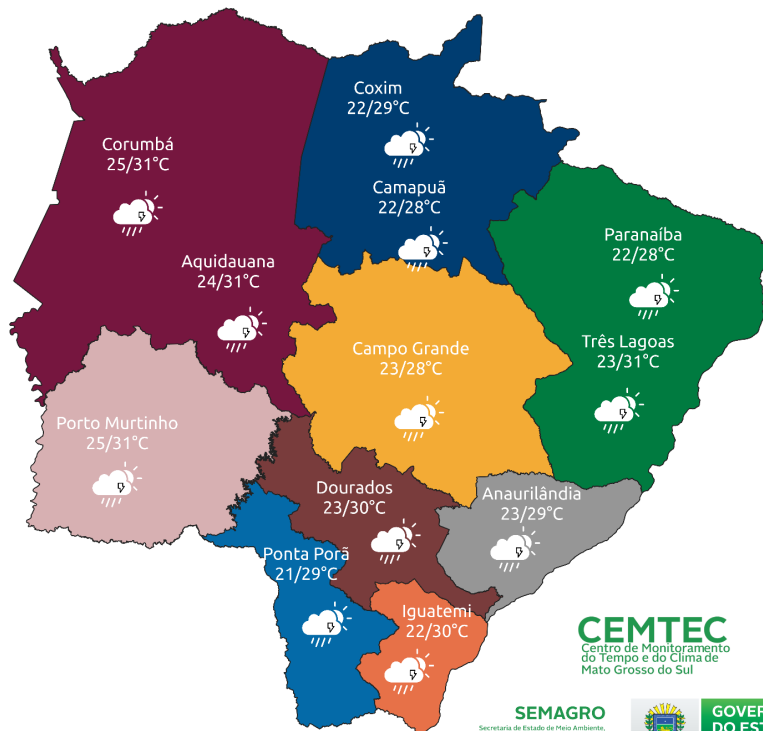 Coxim
22/29°C
Corumbá
25/31°C
Camapuã
22/28°C
Paranaíba
22/28°C
Aquidauana
24/31°C
Três Lagoas
23/31°C
Campo Grande
23/28°C
Porto Murtinho
25/31°C
Dourados
23/30°C
Anaurilândia
23/29°C
Ponta Porã
21/29°C
Iguatemi
22/30°C
CEMTEC
Centro de Monitoramento
do Tempo e do Clima de
Mato Grosso do Sul
SEMAGRO
Secretaria de Estado de Meio Ambiente,
GOVER
DO EST